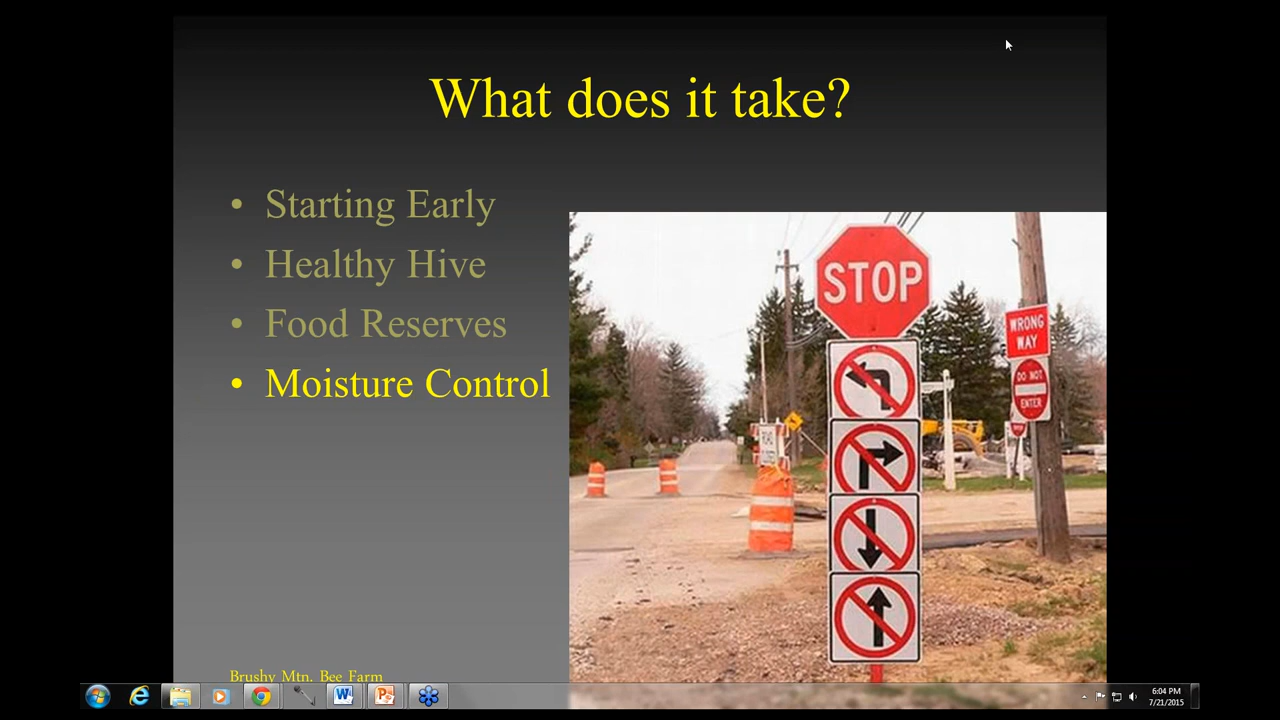 What does it take?
• Starting Early
• Healthy Hive
• Food Reserves
• Moisture Control
STOP
WRONG
WAY
DO NOT
ENTER
Brushy Mtn. Bee Farm
6:04 PM
7/21/2015